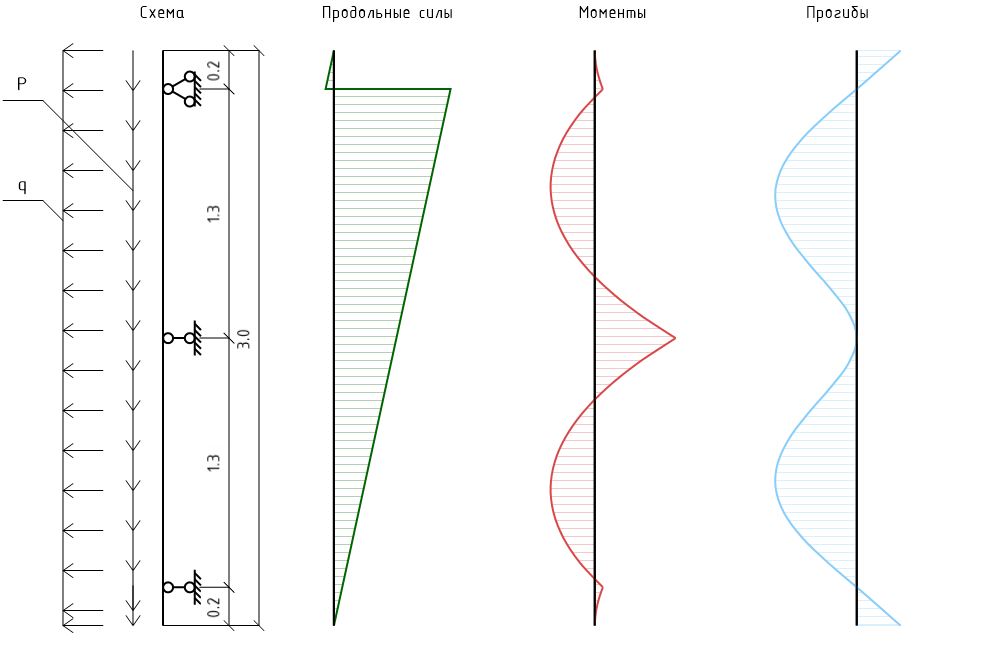 Схема
Продольные силы
Моменты
Прогибы
P
q
0.2
1.3
3.0
1.3
0.2